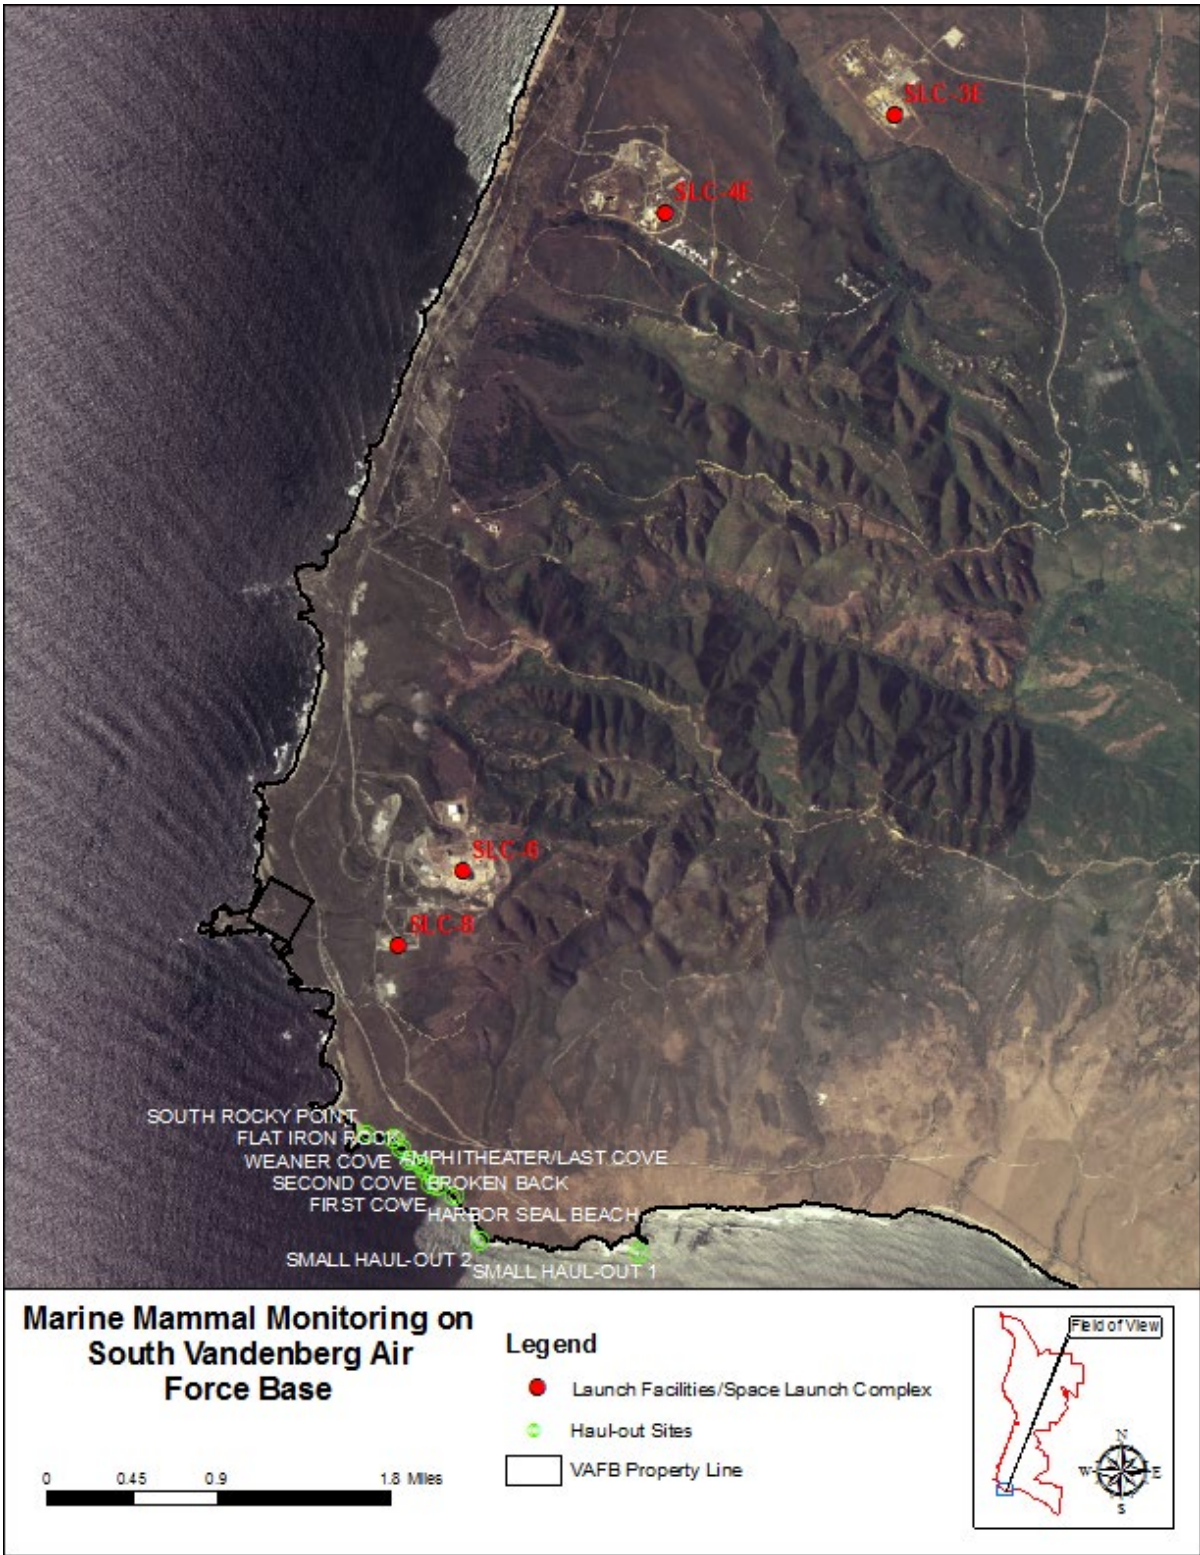 SLC-3E
SLC-4E
SLC-6
SLC-8
SOUTH ROCKY POINT
FLAT IRON ROCK
WEANER COVE
AMPHITHEATER/LAST COVE
SECOND COVE
BROKEN BACK
FIRST COVE
HARBOR SEAL BEACH
SMALL HAUL-OUT 2
SMALL HAUL-OUT 1
Marine Mammal Monitoring on
South Vandenberg Air
Force Base
0 0.45 0.9 1.8 Miles
Legend
Launch Facilities/Space Launch Complex
Haul-out Sites
VAFB Property Line
Field of View
N
W E
S